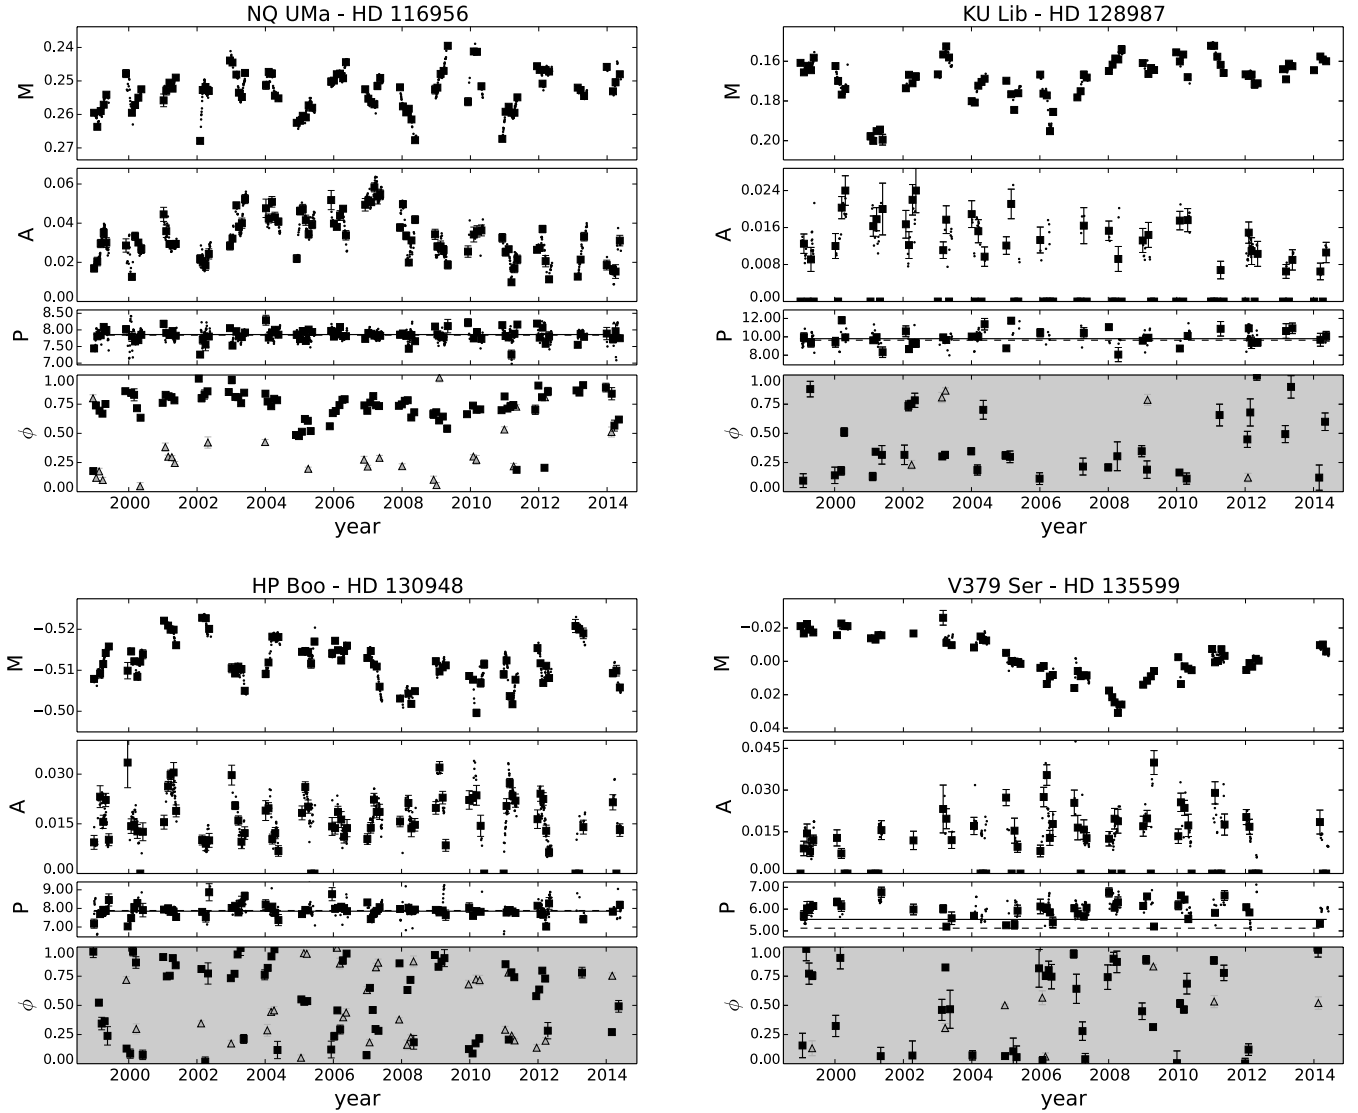 NQ UMa - HD 116956
M
0.24
0.25
0.26
0.27
A
0.06
0.04
0.02
0.00
P
8.50
8.00
7.50
7.00
ϕ
1.00
0.75
0.50
0.25
0.00
2000 2002 2004 2006 2008 2010 2012 2014
year
KU Lib - HD 128987
M
0.16
0.18
0.20
A
0.024
0.016
0.008
0.000
P
12.00
10.00
8.00
ϕ
1.00
0.75
0.50
0.25
0.00
2000 2002 2004 2006 2008 2010 2012 2014
year
HP Boo - HD 130948
M
−0.52
−0.51
−0.50
A
0.030
0.015
0.000
P
9.00
8.00
7.00
ϕ
1.00
0.75
0.50
0.25
0.00
2000 2002 2004 2006 2008 2010 2012 2014
year
V379 Ser - HD 135599
M
−0.02
0.00
0.02
0.04
A
0.045
0.030
0.015
0.000
P
7.00
6.00
5.00
ϕ
1.00
0.75
0.50
0.25
0.00
2000 2002 2004 2006 2008 2010 2012 2014
year